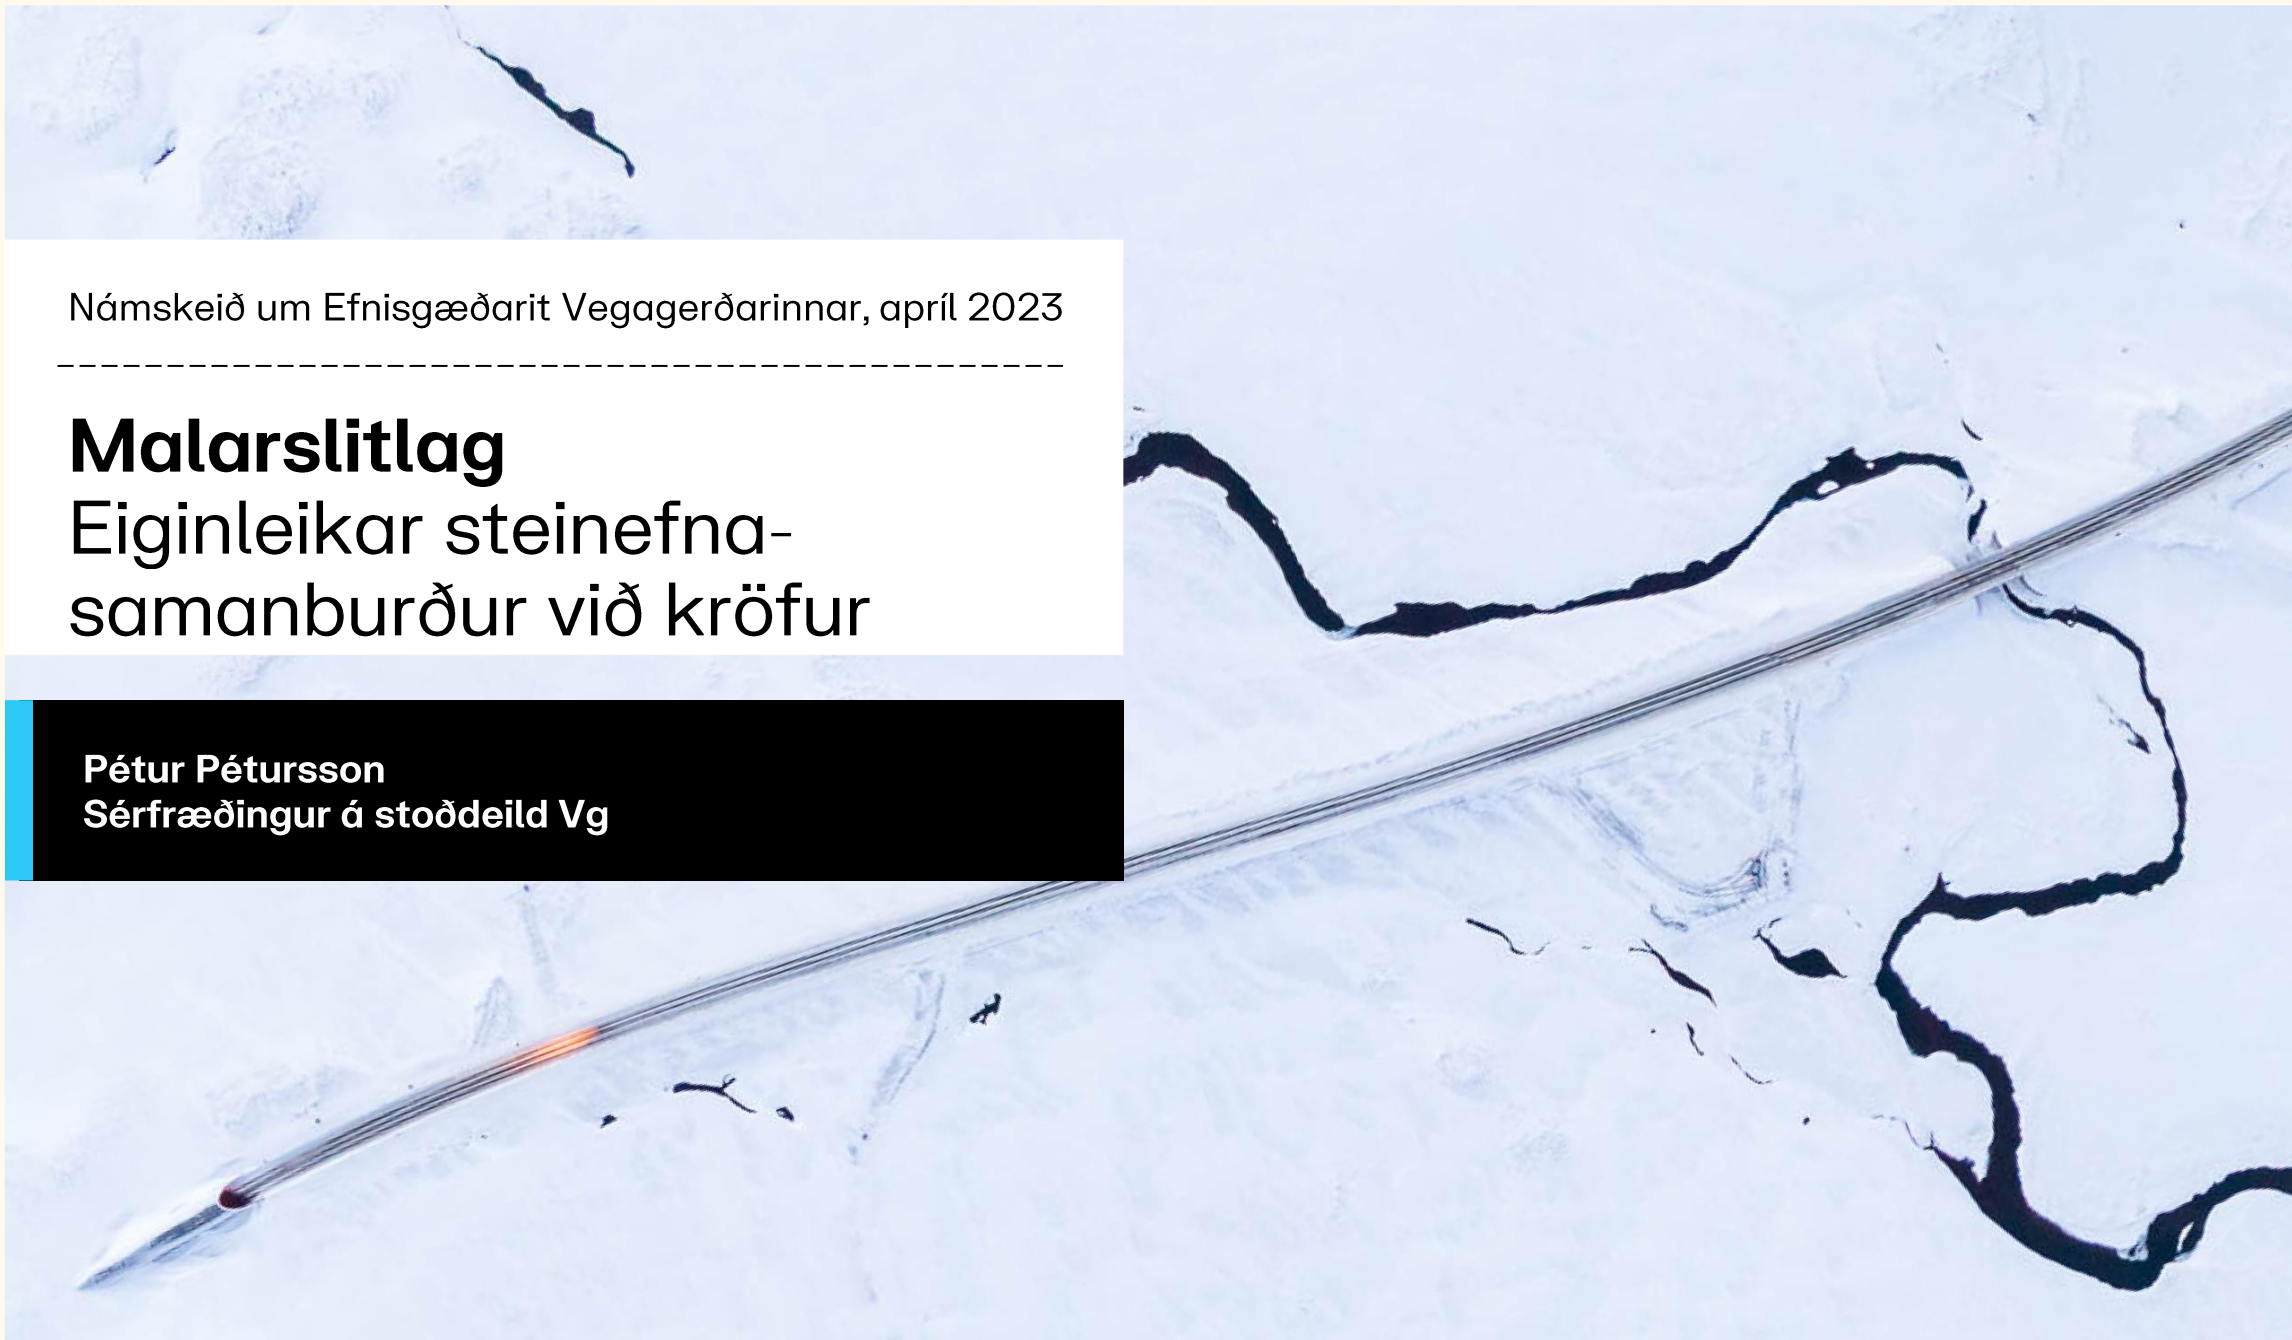 Námskeið um Efnisgæðarit Vegagerðarinnar, apríl 2023
Malarslitlag
Eiginleikar steinefna-
samanburður við kröfur
Pétur Pétursson
Sérfræðingur á stoðdeild Vg